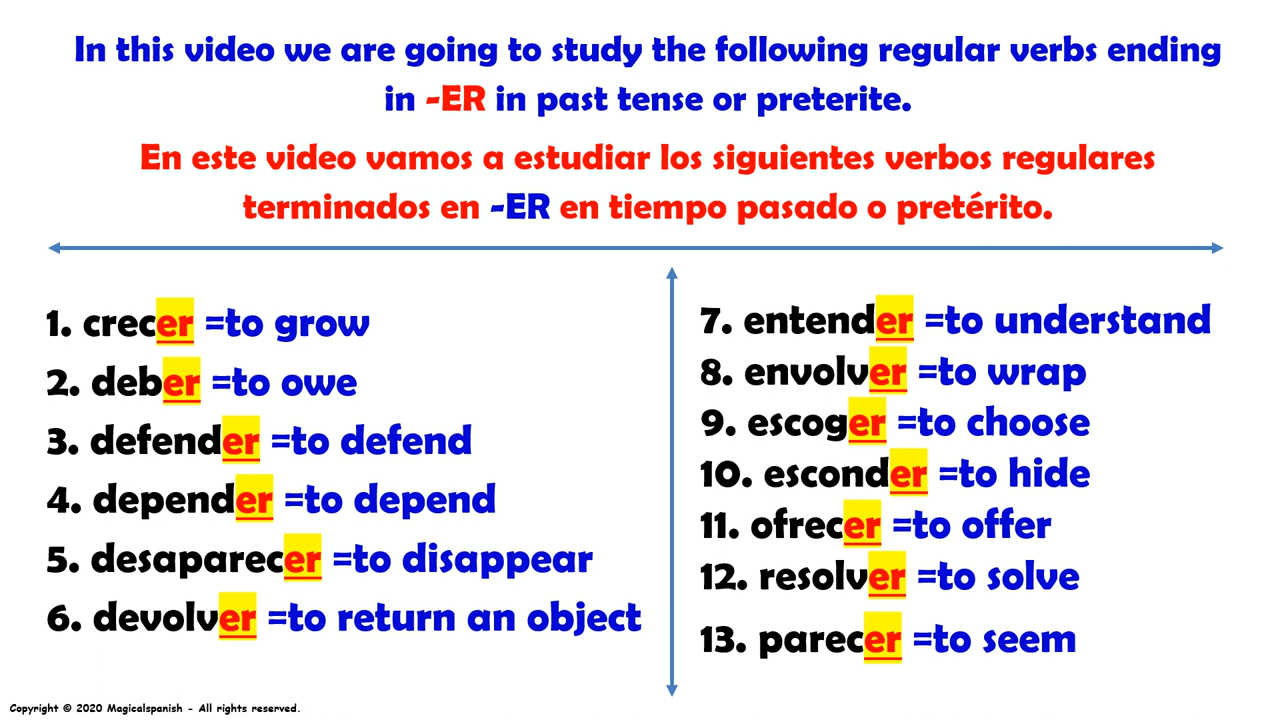 In this video we are going to study the following regular verbs ending
in -ER in past tense or preterite.
En este video vamos a estudiar los siguientes verbos regulares
terminados en -ER en tiempo pasado o pretérito.
1. crecer =to grow
2. deber =to owe
3. defender =to defend
4. depender =to depend
5. desaparecer =to disappear
6. devolver =to return an object
7. entender =to understand
8. envolver =to wrap
9. escoger =to choose
10. esconder =to hide
11. ofrecer =to offer
12. resolver =to solve
13. parecer =to seem
Copyright © 2020 Magicalspanish - All rights reserved.